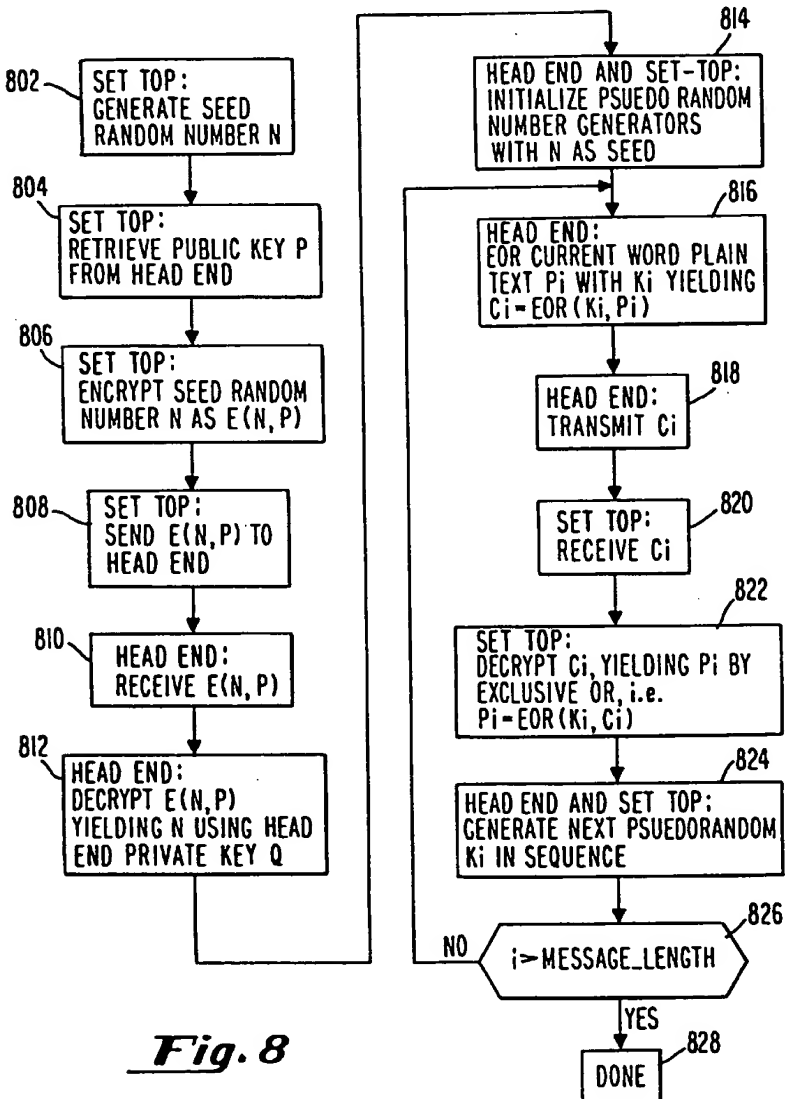 802
SET TOP:
GENERATE SEED
RANDOM NUMBER N
804
SET TOP:
RETRIEVE PUBLIC KEY P
FROM HEAD END
806
SET TOP:
ENCRYPT SEED RANDOM
NUMBER N AS E(N,P)
808
SET TOP:
SEND E(N,P) TO
HEAD END
810
HEAD END:
RECEIVE E(N,P)
812
HEAD END:
DECRYPT E(N,P)
YIELDING N USING HEAD
END PRIVATE KEY Q
814
HEAD END AND SET-TOP:
INITIALIZE PSUEDO RANDOM
NUMBER GENERATORS
WITH N AS SEED
816
HEAD END:
EOR CURRENT WORD PLAIN
TEXT Pi WITH Ki YIELDING
Ci=EOR(Ki,Pi)
818
HEAD END:
TRANSMIT Ci
820
SET TOP:
RECEIVE Ci
822
SET TOP:
DECRYPT Ci,YIELDING Pi BY
EXCLUSIVE OR, i.e.
Pi=EOR(Ki,Ci)
824
HEAD END AND SET TOP:
GENERATE NEXT PSUEDORANDOM
Ki IN SEQUENCE
826
NO
i>MESSAGE_LENGTH
YES
828
DONE
Fig. 8